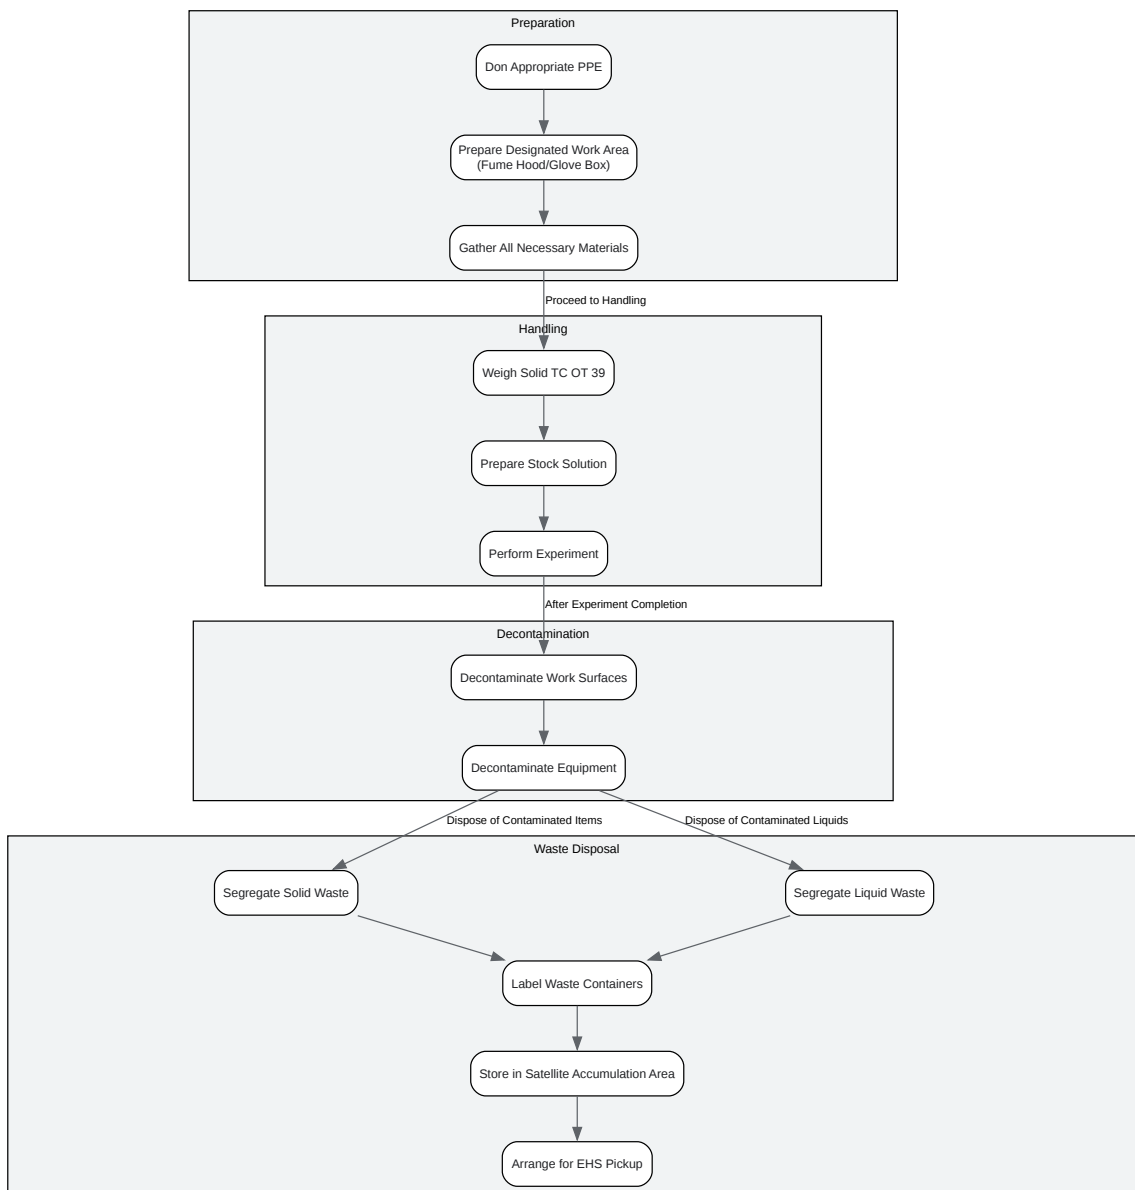 Preparation
Don Appropriate PPE
Prepare Designated Work Area
(Fume Hood/Glove Box)
Gather All Necessary Materials
Proceed to Handling
Handling
Weigh Solid TC OT 39
Prepare Stock Solution
Perform Experiment
After Experiment Completion
Decontamination
Decontaminate Work Surfaces
Decontaminate Equipment
Dispose of Contaminated Items
Dispose of Contaminated Liquids
Waste Disposal
Segregate Solid Waste
Segregate Liquid Waste
Label Waste Containers
Store in Satellite Accumulation Area
Arrange for EHS Pickup